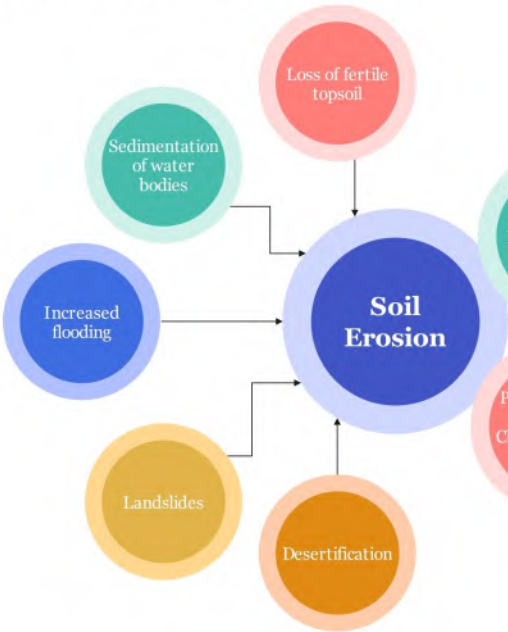 Loss of fertile
topsoil
Sedimentation
of water
bodies
Increased
flooding
Soil
Erosion
Landslides
Desertification